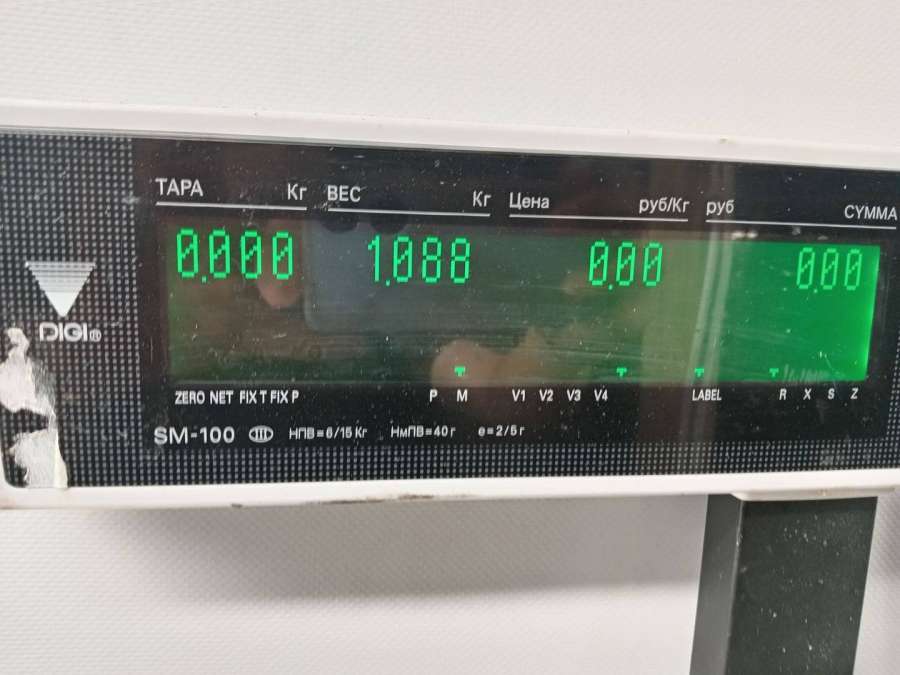 ТАРА Кг ВЕС Кг Цена руб/Кг руб СУММА
0.000 1.088 0.00 0.00
DIGI®
ZERO NET FIX T FIX P P M V1 V2 V3 V4 LABEL R X S Z
SM-100 НПВ=6/15 Кг НмПВ=40 г e=2/5 г